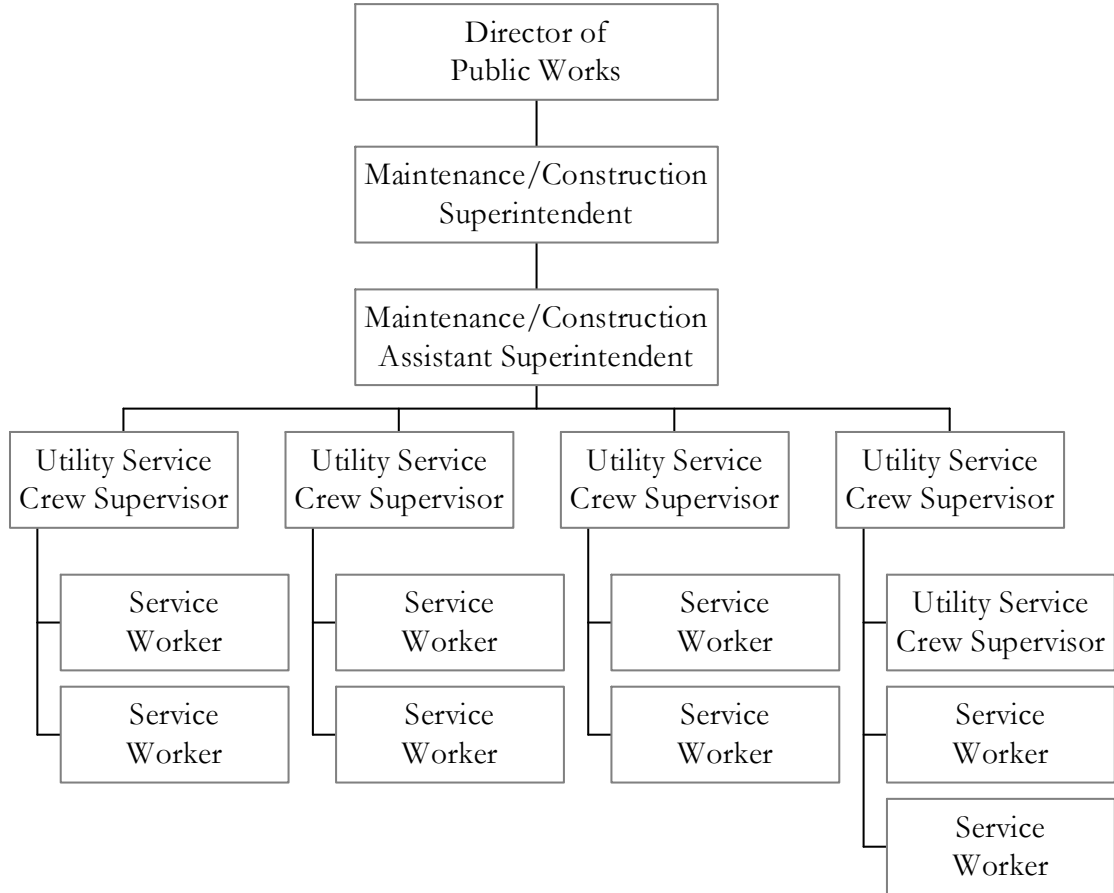 Director of
Public Works
Maintenance/Construction
Superintendent
Maintenance/Construction
Assistant Superintendent
Utility Service
Crew Supervisor
Utility Service
Crew Supervisor
Utility Service
Crew Supervisor
Utility Service
Crew Supervisor
Service
Worker
Service
Worker
Service
Worker
Utility Service
Crew Supervisor
Service
Worker
Service
Worker
Service
Worker
Service
Worker
Service
Worker